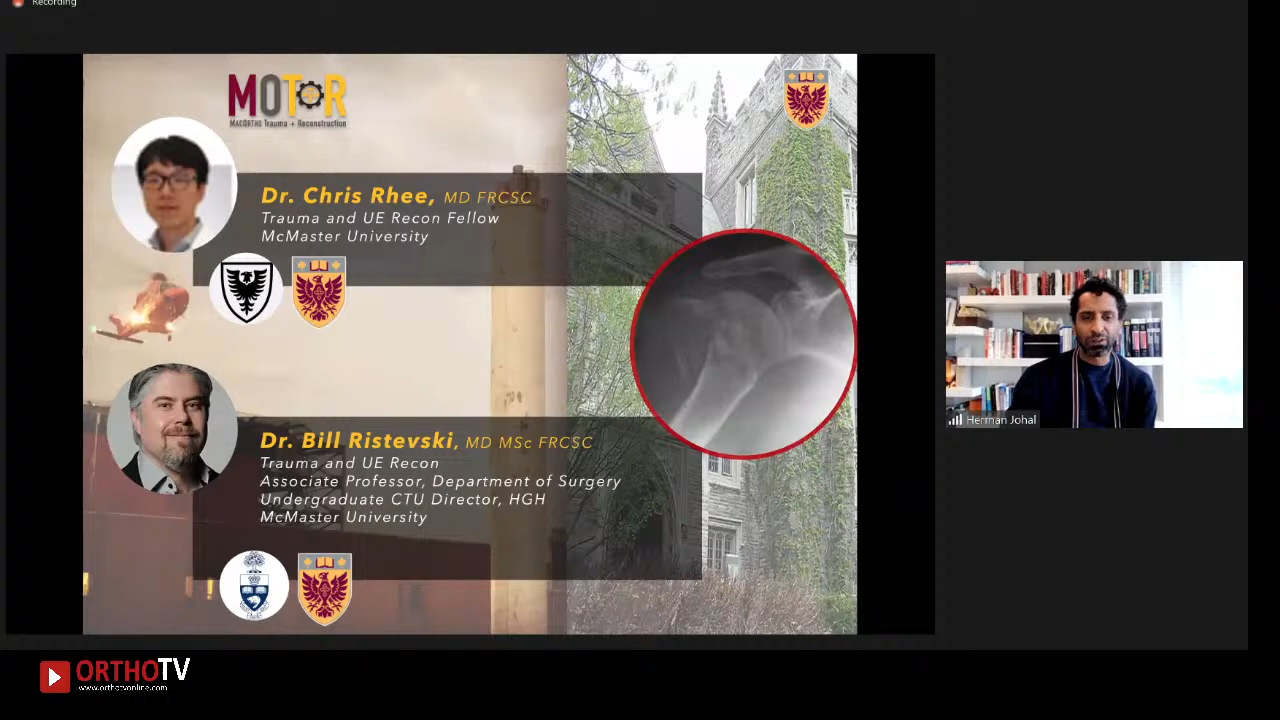 Recording
MOTOR
MACORTHO Trauma + Reconstruction
Dr. Chris Rhee, MD FRCSC
Trauma and UE Recon Fellow
McMaster University
Dr. Bill Ristevski, MD MSc FRCSC
Trauma and UE Recon
Associate Professor, Department of Surgery
Undergraduate CTU Director, HGH
McMaster University
Herman Johal
ORTHOTV
www.orthotvonline.com